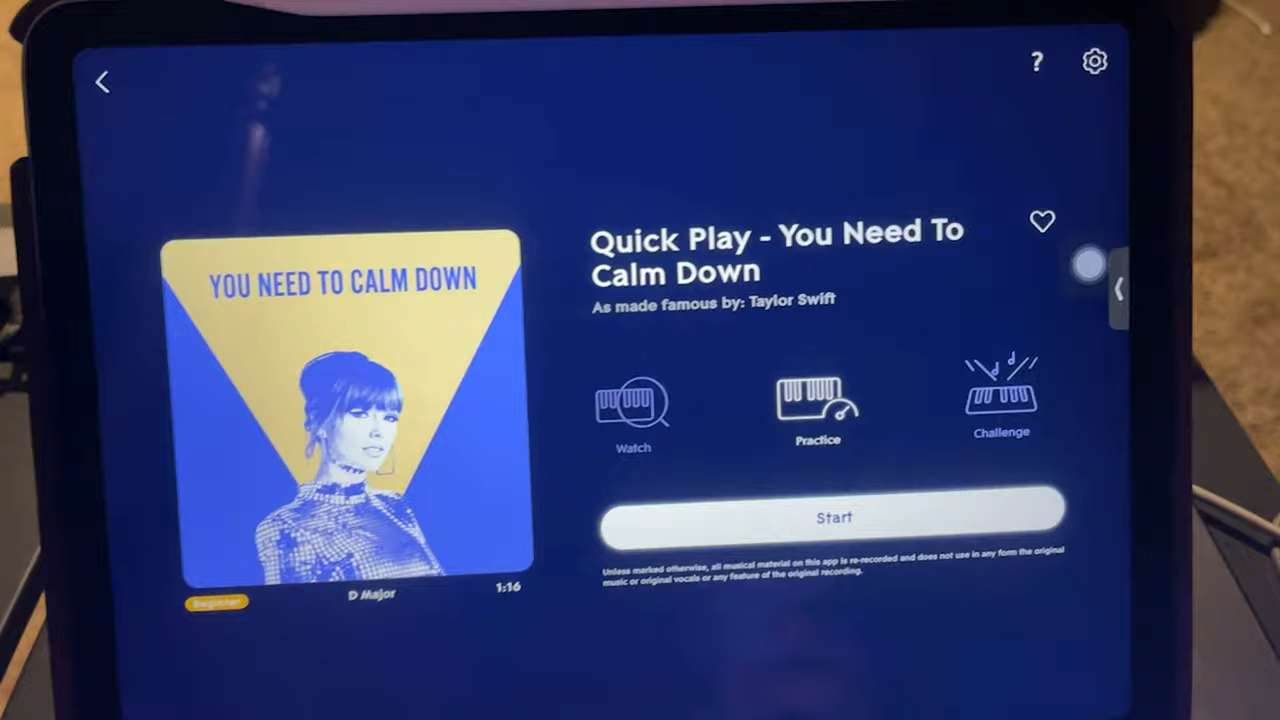 ?
YOU NEED TO CALM DOWN
Quick Play - You Need To
Calm Down
As made famous by: Taylor Swift
Watch
Practice
Challenge
Start
Unless marked otherwise, all musical material on this app is re-recorded and does not use in any form the original
music or original vocals or any feature of the original recording.
Beginner
D Major
1:16